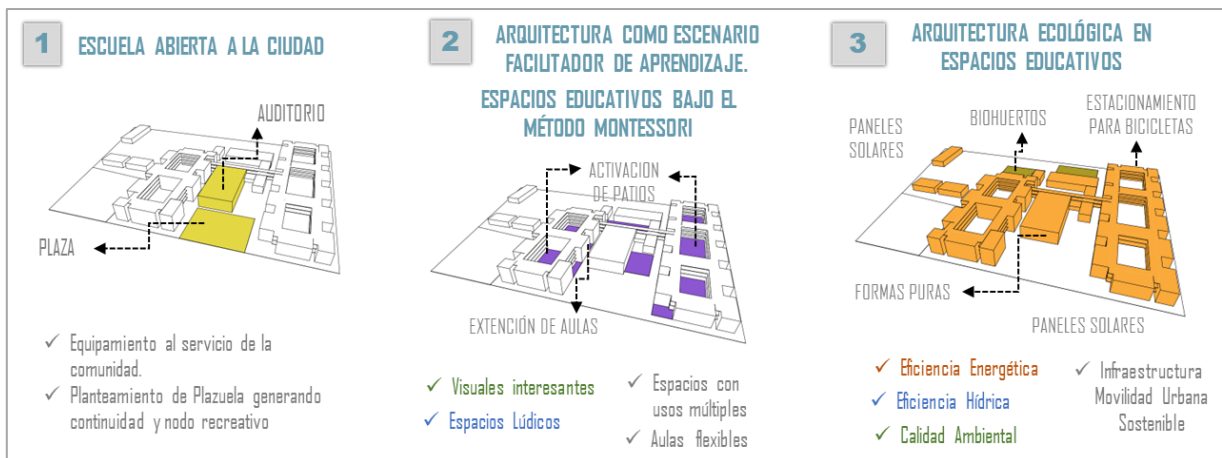 1
ESCUELA ABIERTA A LA CIUDAD
AUDITORIO
PLAZA
✓ Equipamiento al servicio de la
comunidad.
✓ Planteamiento de Plazuela generando
continuidad y nodo recreativo
2
ARQUITECTURA COMO ESCENARIO
FACILITADOR DE APRENDIZAJE.
ESPACIOS EDUCATIVOS BAJO EL
MÉTODO MONTESSORI
ACTIVACION
DE PATIOS
EXTENCIÓN DE AULAS
✓ Visuales interesantes
✓ Espacios Lúdicos
✓ Espacios con
usos múltiples
✓ Aulas flexibles
3
ARQUITECTURA ECOLÓGICA EN
ESPACIOS EDUCATIVOS
PANELES
SOLARES
BIOHUERTOS
ESTACIONAMIENTO
PARA BICICLETAS
FORMAS PURAS
PANELES SOLARES
✓ Eficiencia Energética
✓ Eficiencia Hídrica
✓ Calidad Ambiental
✓ Infraestructura
Movilidad Urbana
Sostenible